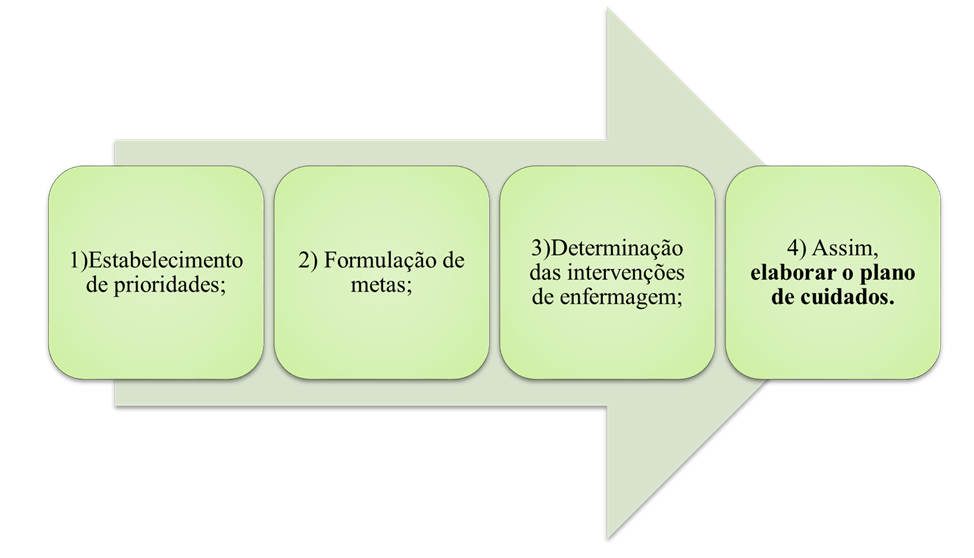 1)Estabelecimento
de prioridades;
2) Formulação de
metas;
3)Determinação
das intervenções
de enfermagem;
4) Assim,
elaborar o plano
de cuidados.